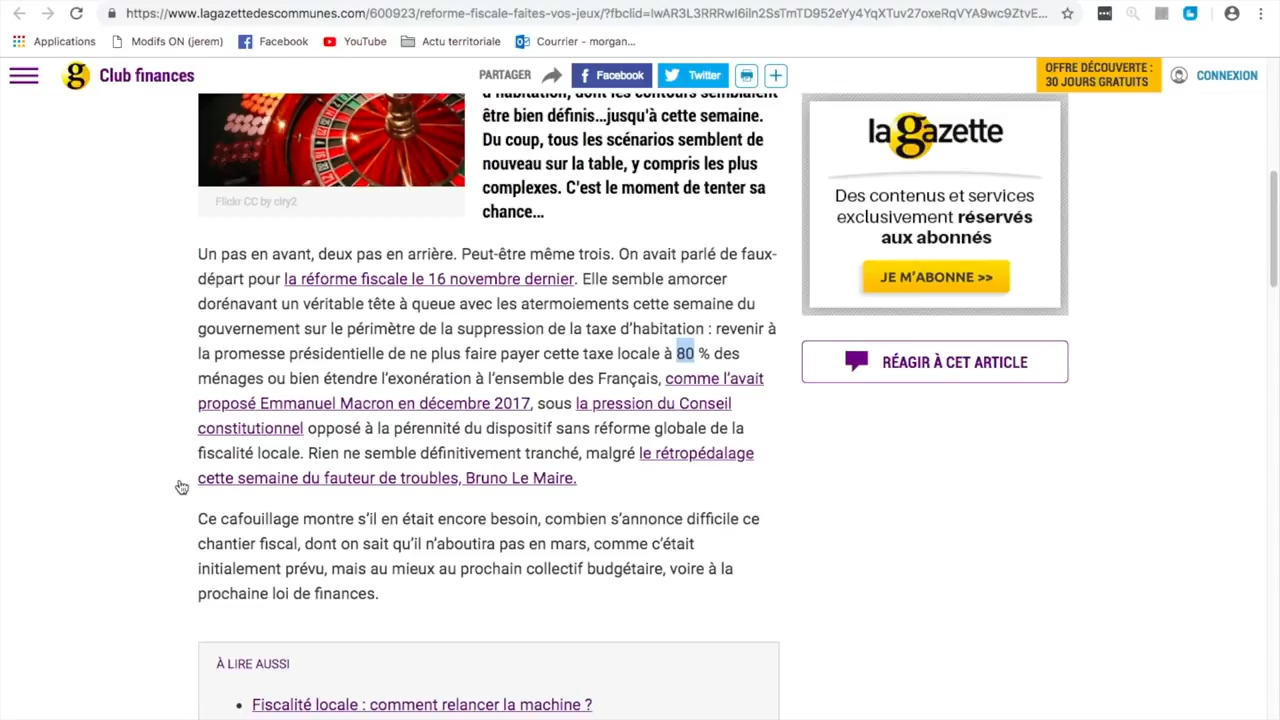 https://www.lagazettedescommunes.com/600923/reforme-fiscale-faites-vos-jeux/?fbclid=IwAR3L3RRRwI6iln2SsTmTD952eYy4YqXTuv27oxeRqVYA9wc9ZtvE...
Applications Modifs ON (jerem) Facebook YouTube Actu territoriale Courrier - morgan...
g Club finances PARTAGER Facebook Twitter OFFRE DÉCOUVERTE : 30 JOURS GRATUITS CONNEXION
d'habitation, dont les contours semblaient
être bien définis...jusqu'à cette semaine.
Du coup, tous les scénarios semblent de
nouveau sur la table, y compris les plus
complexes. C'est le moment de tenter sa
chance...
Flickr CC by ciry2
Un pas en avant, deux pas en arrière. Peut-être même trois. On avait parlé de faux-
départ pour la réforme fiscale le 16 novembre dernier. Elle semble amorcer
dorénavant un véritable tête à queue avec les atermoiements cette semaine du
gouvernement sur le périmètre de la suppression de la taxe d'habitation : revenir à
la promesse présidentielle de ne plus faire payer cette taxe locale à 80 % des
ménages ou bien étendre l'exonération à l'ensemble des Français, comme l'avait
proposé Emmanuel Macron en décembre 2017, sous la pression du Conseil
constitutionnel opposé à la pérennité du dispositif sans réforme globale de la
fiscalité locale. Rien ne semble définitivement tranché, malgré le rétropédalage
cette semaine du fauteur de troubles, Bruno Le Maire.
Ce cafouillage montre s'il en était encore besoin, combien s'annonce difficile ce
chantier fiscal, dont on sait qu'il n'aboutira pas en mars, comme c'était
initialement prévu, mais au mieux au prochain collectif budgétaire, voire à la
prochaine loi de finances.
À LIRE AUSSI
• Fiscalité locale : comment relancer la machine ?
la gazette
Des contenus et services
exclusivement réservés
aux abonnés
JE M'ABONNE >>
RÉAGIR À CET ARTICLE